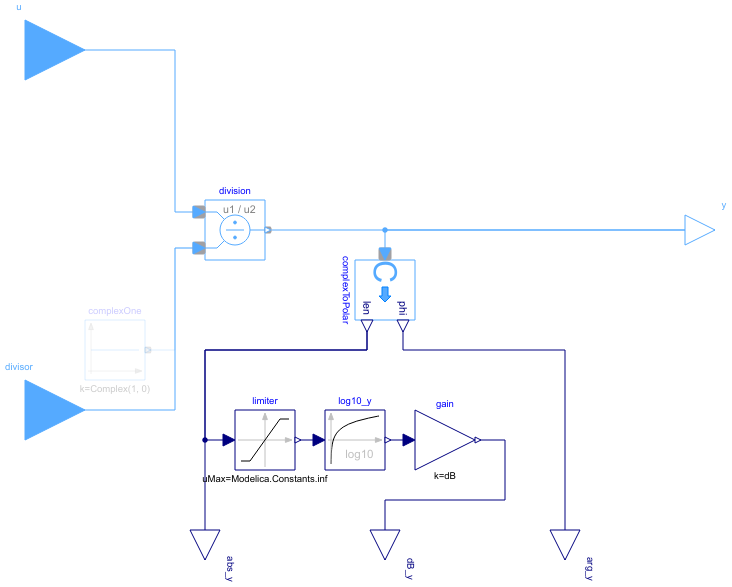 u
division
u1 / u2
y
complexToPolar
len
phi
complexOne
k=Complex(1, 0)
divisor
limiter
log10_y
gain
log10
uMax=Modelica.Constants.inf
k=dB
abs_y
dB_y
arg_y